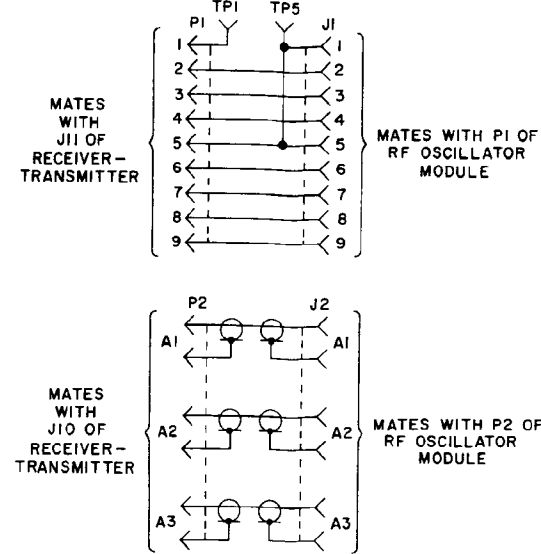 TP1 TP5
P1 J1
1 1
2 2
3 3
4 4
5 5
6 6
7 7
8 8
9 9
MATES
WITH
J11 OF
RECEIVER-
TRANSMITTER
MATES WITH P1 OF
RF OSCILLATOR
MODULE
P2 J2
A1 A1
A2 A2
A3 A3
MATES
WITH
J10 OF
RECEIVER-
TRANSMITTER
MATES WITH P2 OF
RF OSCILLATOR
MODULE